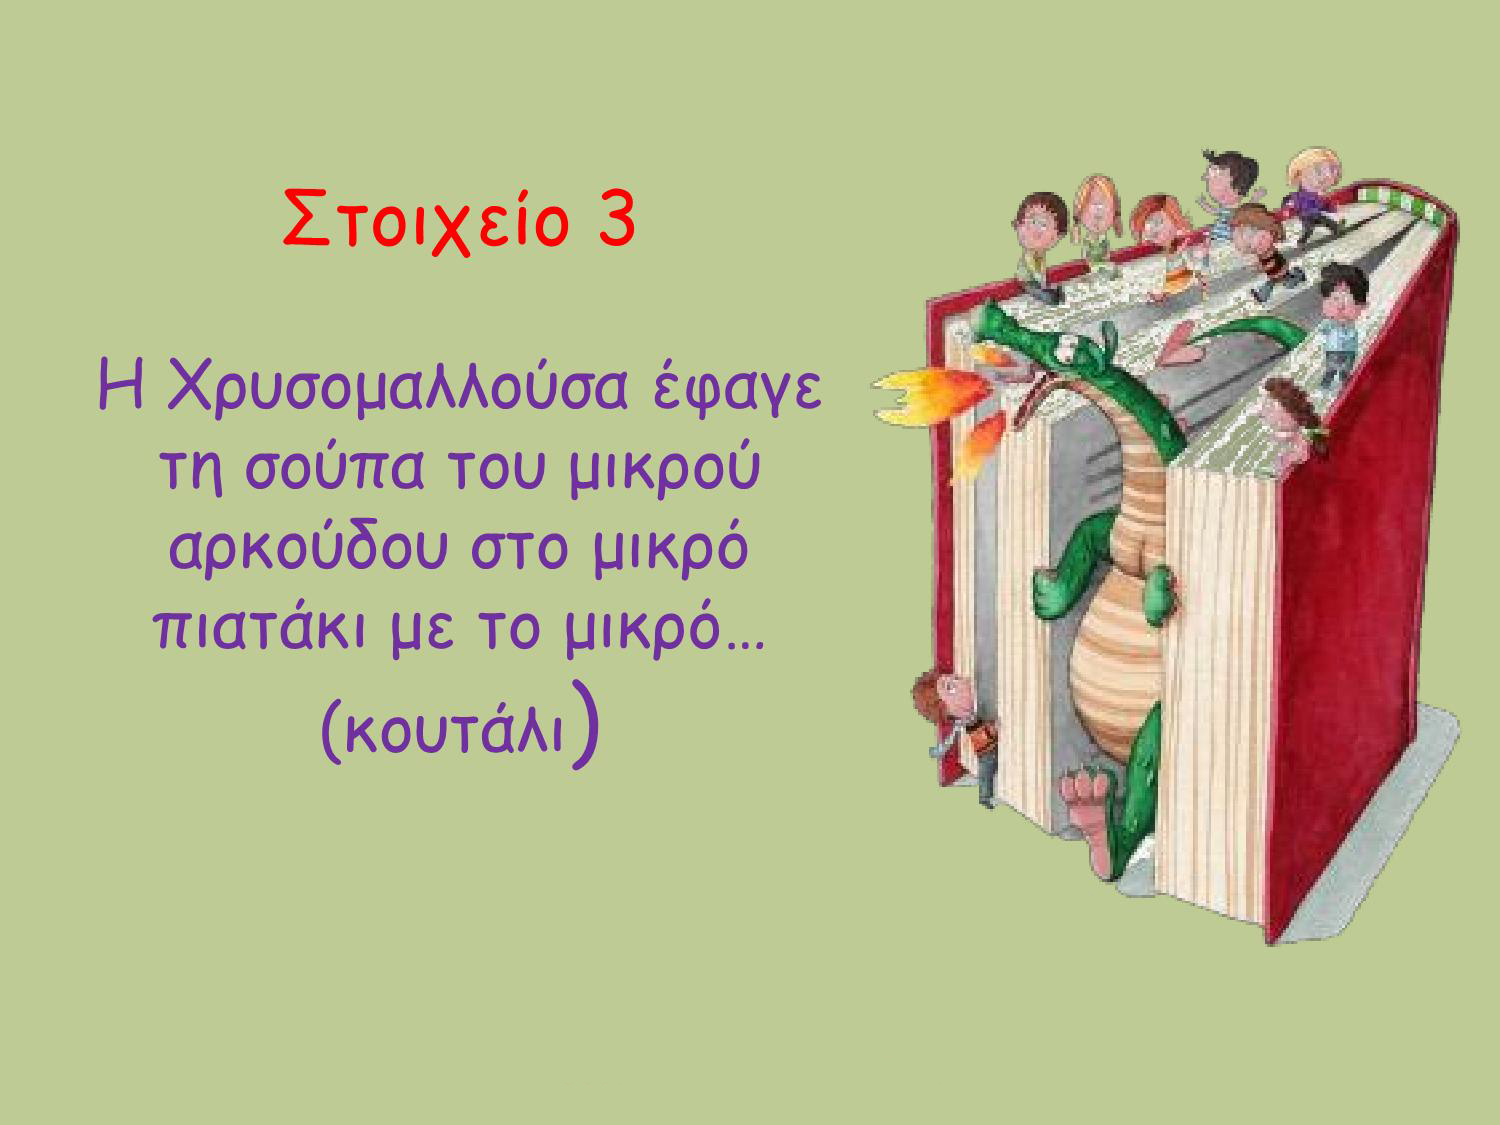 Στοιχείο 3
Η Χρυσομαλλούσα έφαγε
τη σούπα του μικρού
αρκούδου στο μικρό
πιατάκι με το μικρό…
(κουτάλι)